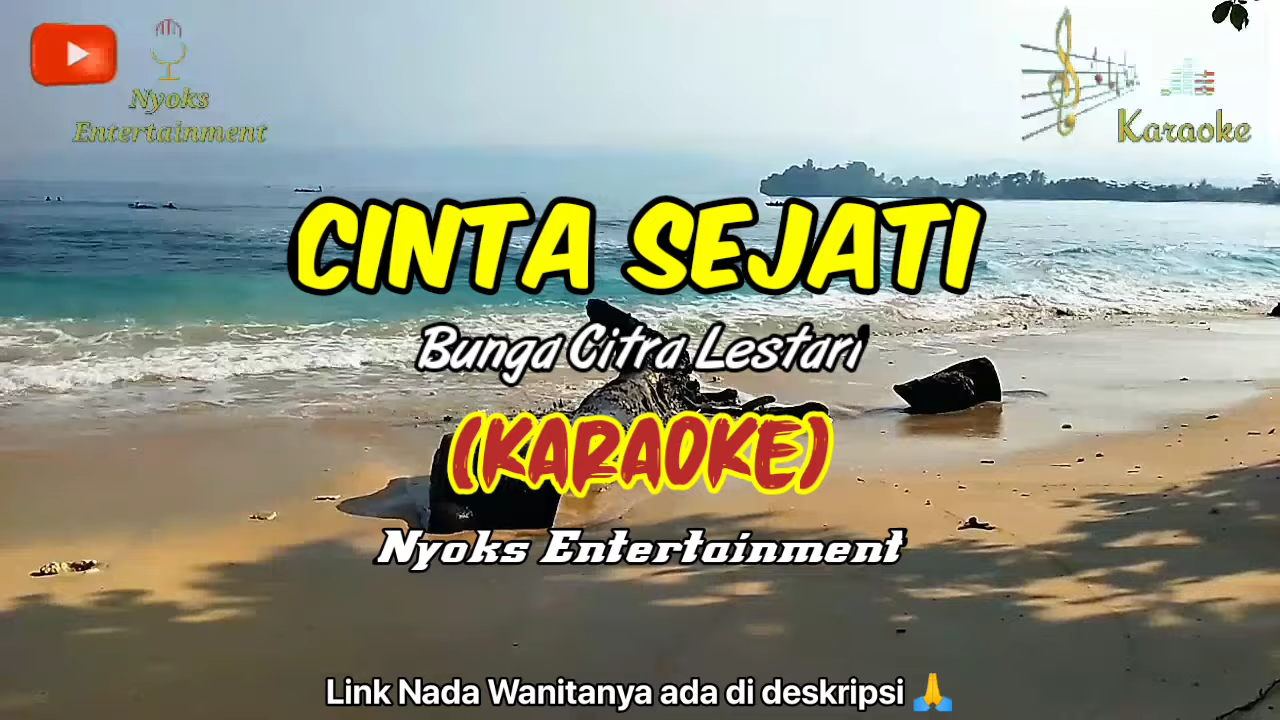 Nyoks
Entertainment
Karaoke
CINTA SEJATI
Bunga Citra Lestari
(KARAOKE)
Nyoks Entertainment
Link Nada Wanitanya ada di deskripsi 🙏